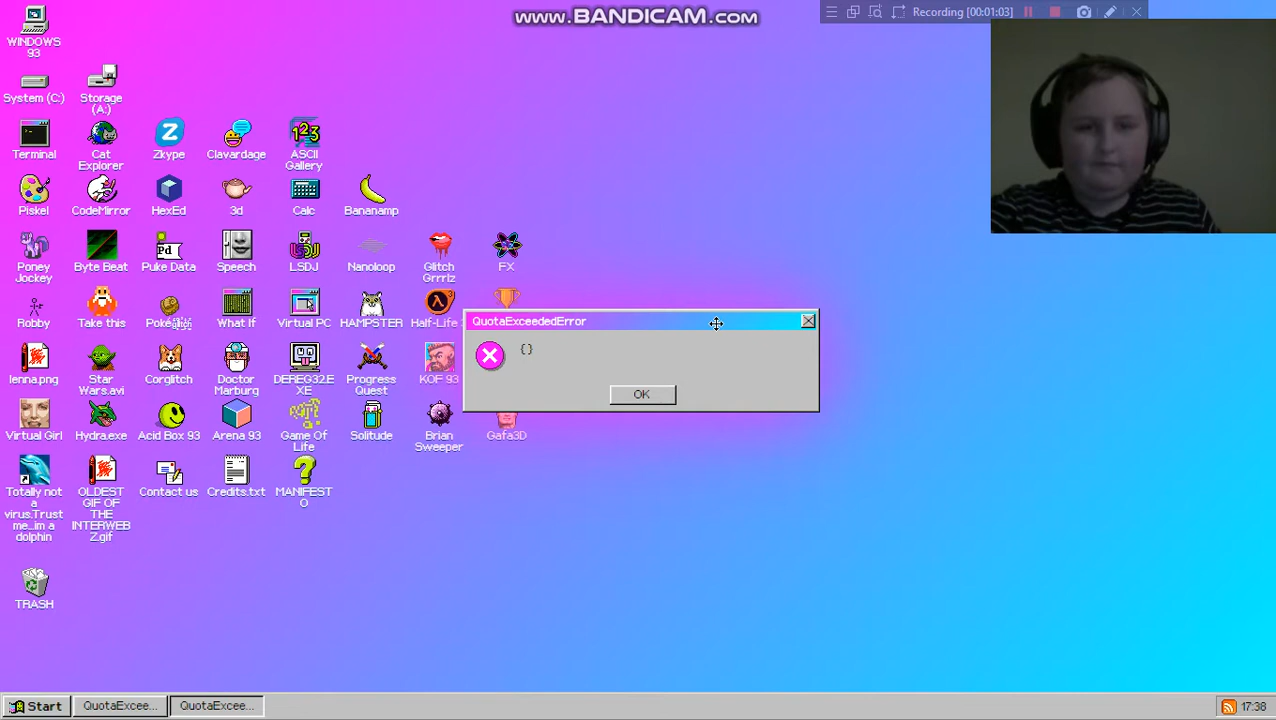 www.BANDICAM.com
Recording [00:01:03]
WINDOWS
93
System (C:)
Storage
(A:)
Terminal
Cat
Explorer
Zkype
Clavardage
ASCII
Gallery
Piskel
CodeMirror
HexEd
3d
Calc
Bananamp
Poney
Jockey
Byte Beat
Puke Data
Speech
LSDJ
Nanoloop
Glitch
Grrrlz
FX
Robby
Take this
What If
Virtual PC
HAMPSTER
QuotaExceededError
{}
OK
lenna.png
Star
Wars.avi
Corglitch
Doctor
Marburg
DEFEG32.E
XE
Progress
Quest
KOF 93
Virtual Girl
Hydra.exe
Acid Box 93
Arena 93
Game Of
Life
Solitude
Brian
Sweeper
Gafa3D
Totally not
a
virus.Trust
me...im a
dolphin
OLDEST
GIF OF
THE
INTERWEB
Z.gif
Contact us
Credits.txt
MANIFEST
O
TRASH
Start
QuotaExcee...
QuotaExcee...
17:38